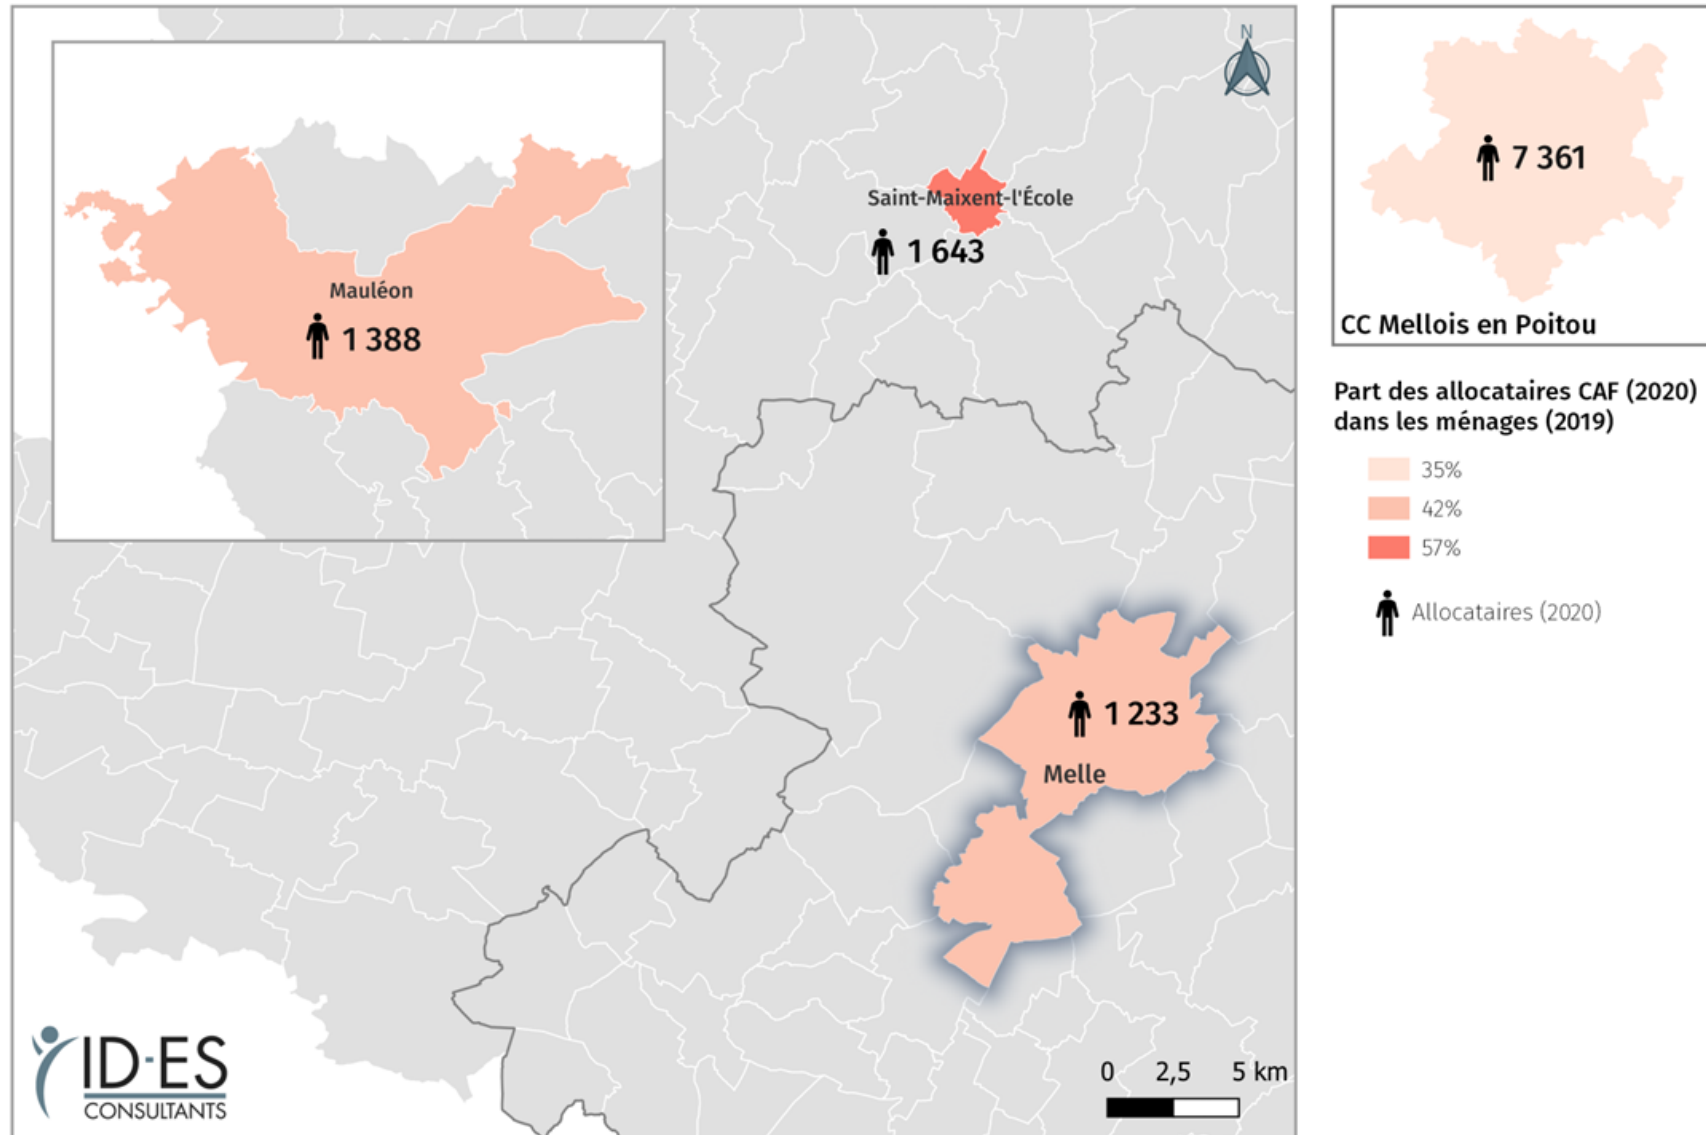 N
Mauléon
1 388
Saint-Maixent-l'École
1 643
7 361
CC Mellois en Poitou
Part des allocataires CAF (2020)
dans les ménages (2019)
35%
42%
57%
Allocataires (2020)
1 233
Melle
ID-ES
CONSULTANTS
0 2,5 5 km